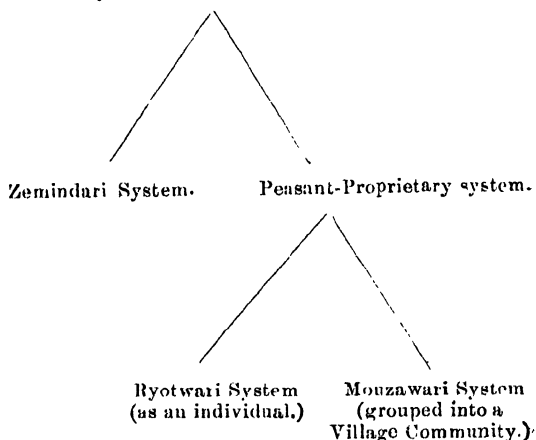 Zemindari System. Peasant-Proprietary system.
Ryotwari System Mouzawari System
(as an individual.) (grouped into a
Village Community.)